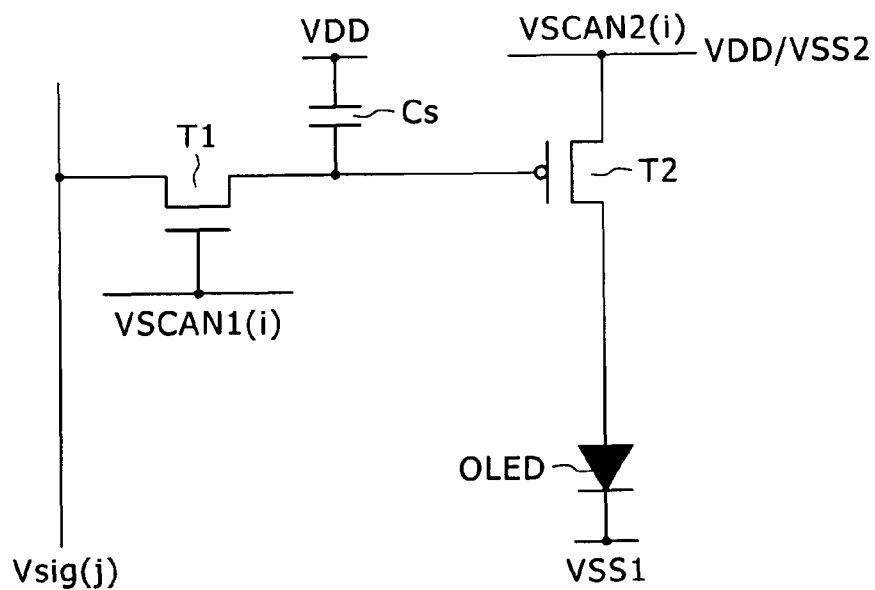 VDD
VSCAN2(i)
VDD/VSS2
Cs
T1
T2
VSCAN1(i)
OLED
Vsig(j)
VSS1